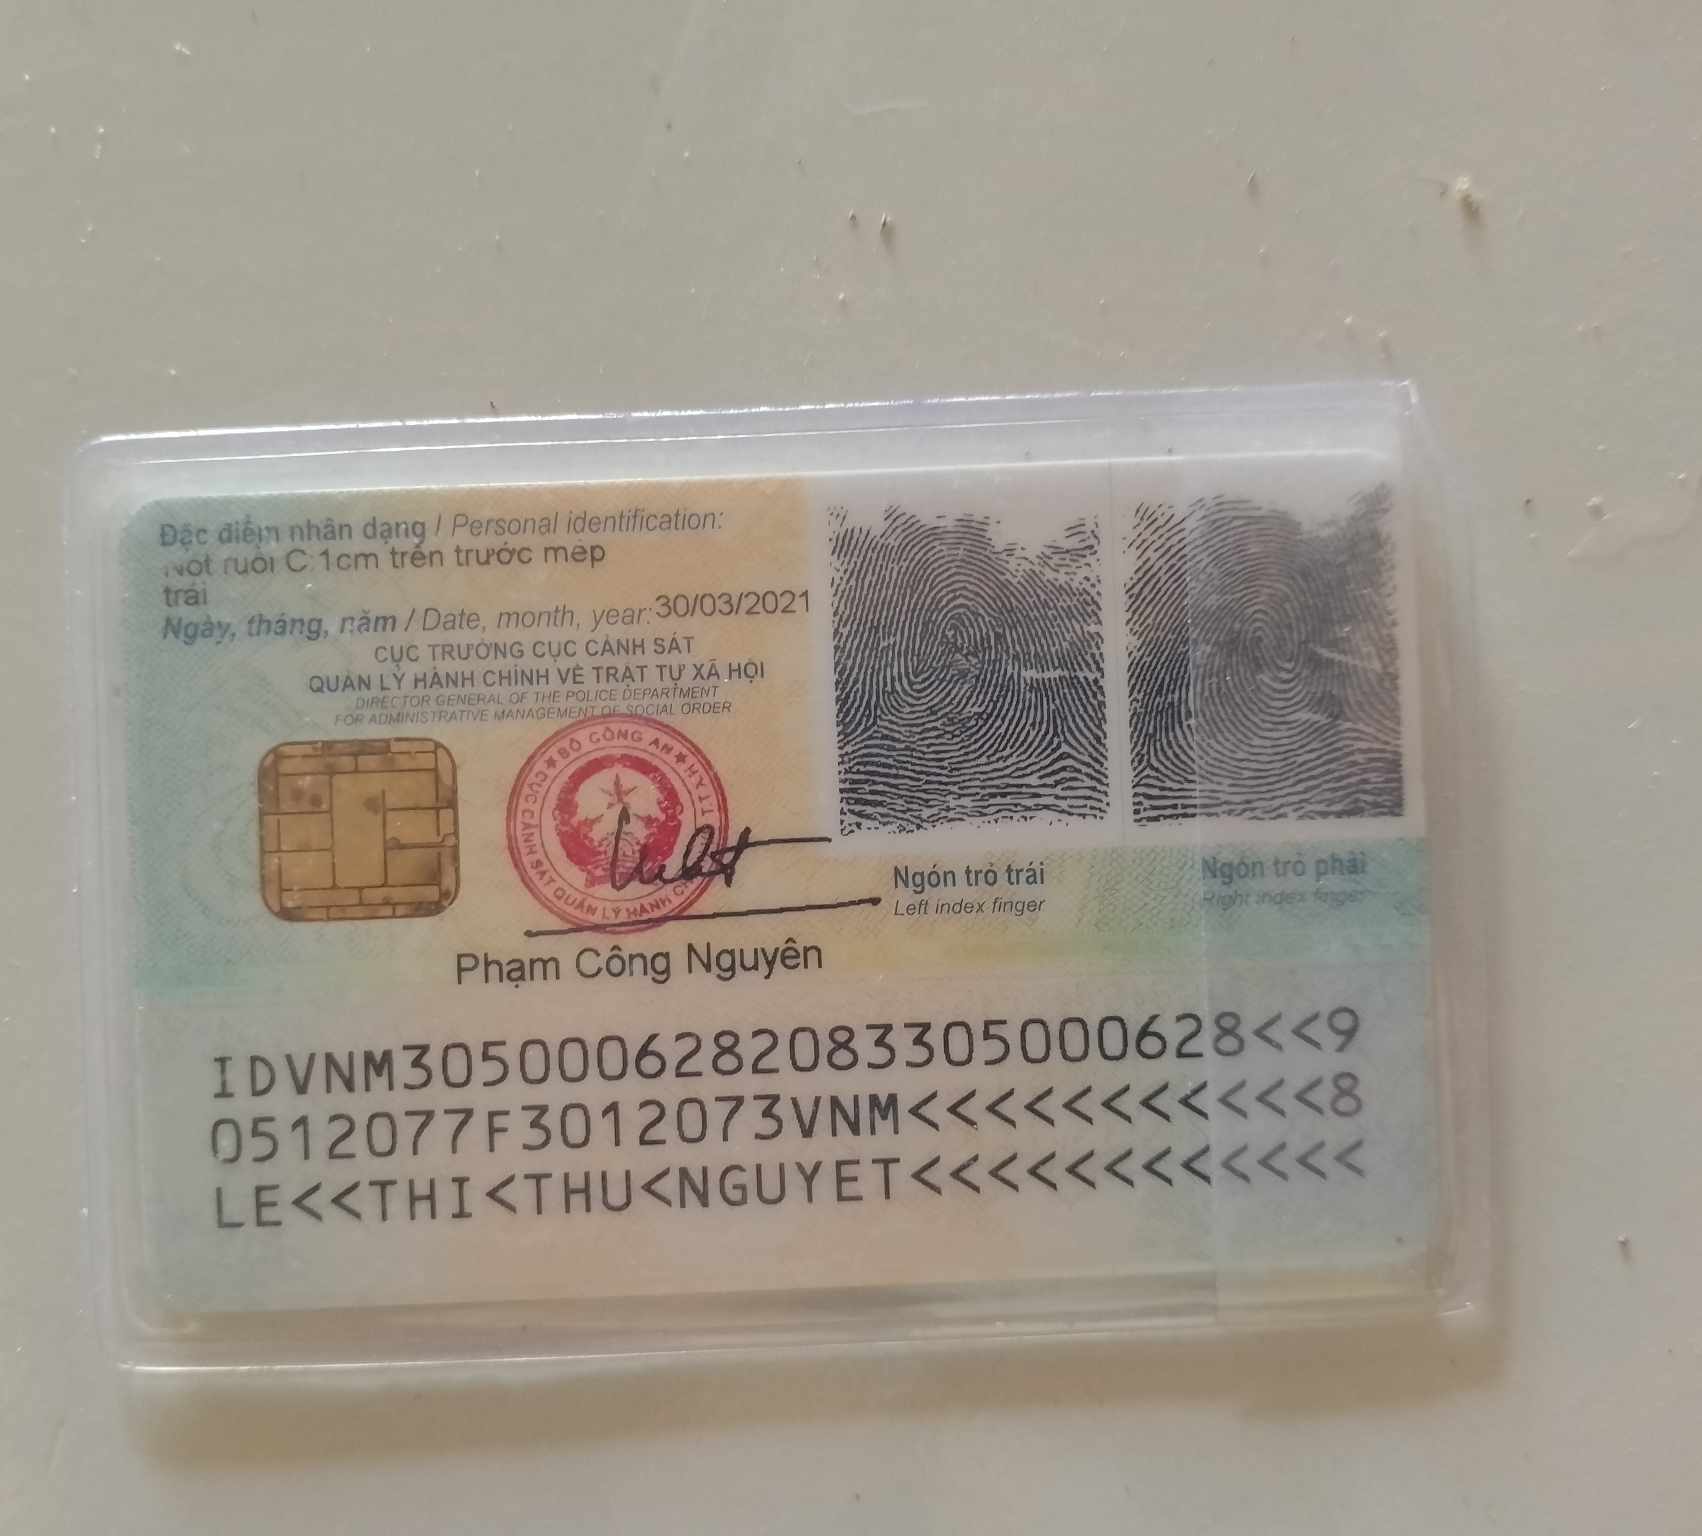 Đặc điểm nhân dạng / Personal identification:
Nốt ruồi C:1cm trên trước mép
trái
Ngày, tháng, năm / Date, month, year: 30/03/2021
CỤC TRƯỞNG CỤC CẢNH SÁT
QUẢN LÝ HÀNH CHÍNH VỀ TRẬT TỰ XÃ HỘI
DIRECTOR GENERAL OF THE POLICE DEPARTMENT
FOR ADMINISTRATIVE MANAGEMENT OF SOCIAL ORDER
BỘ CÔNG AN
CỤC CẢNH SÁT QUẢN LÝ HÀNH CH TTXH
Phạm Công Nguyên
Ngón trỏ trái
Left index finger
Ngón trỏ phải
Right index finger
IDVNM3050006282083305000628<<9
0512077F3012073VNM<<<<<<<<<<<8
LE<<THI<THU<NGUYET<<<<<<<<<<<<